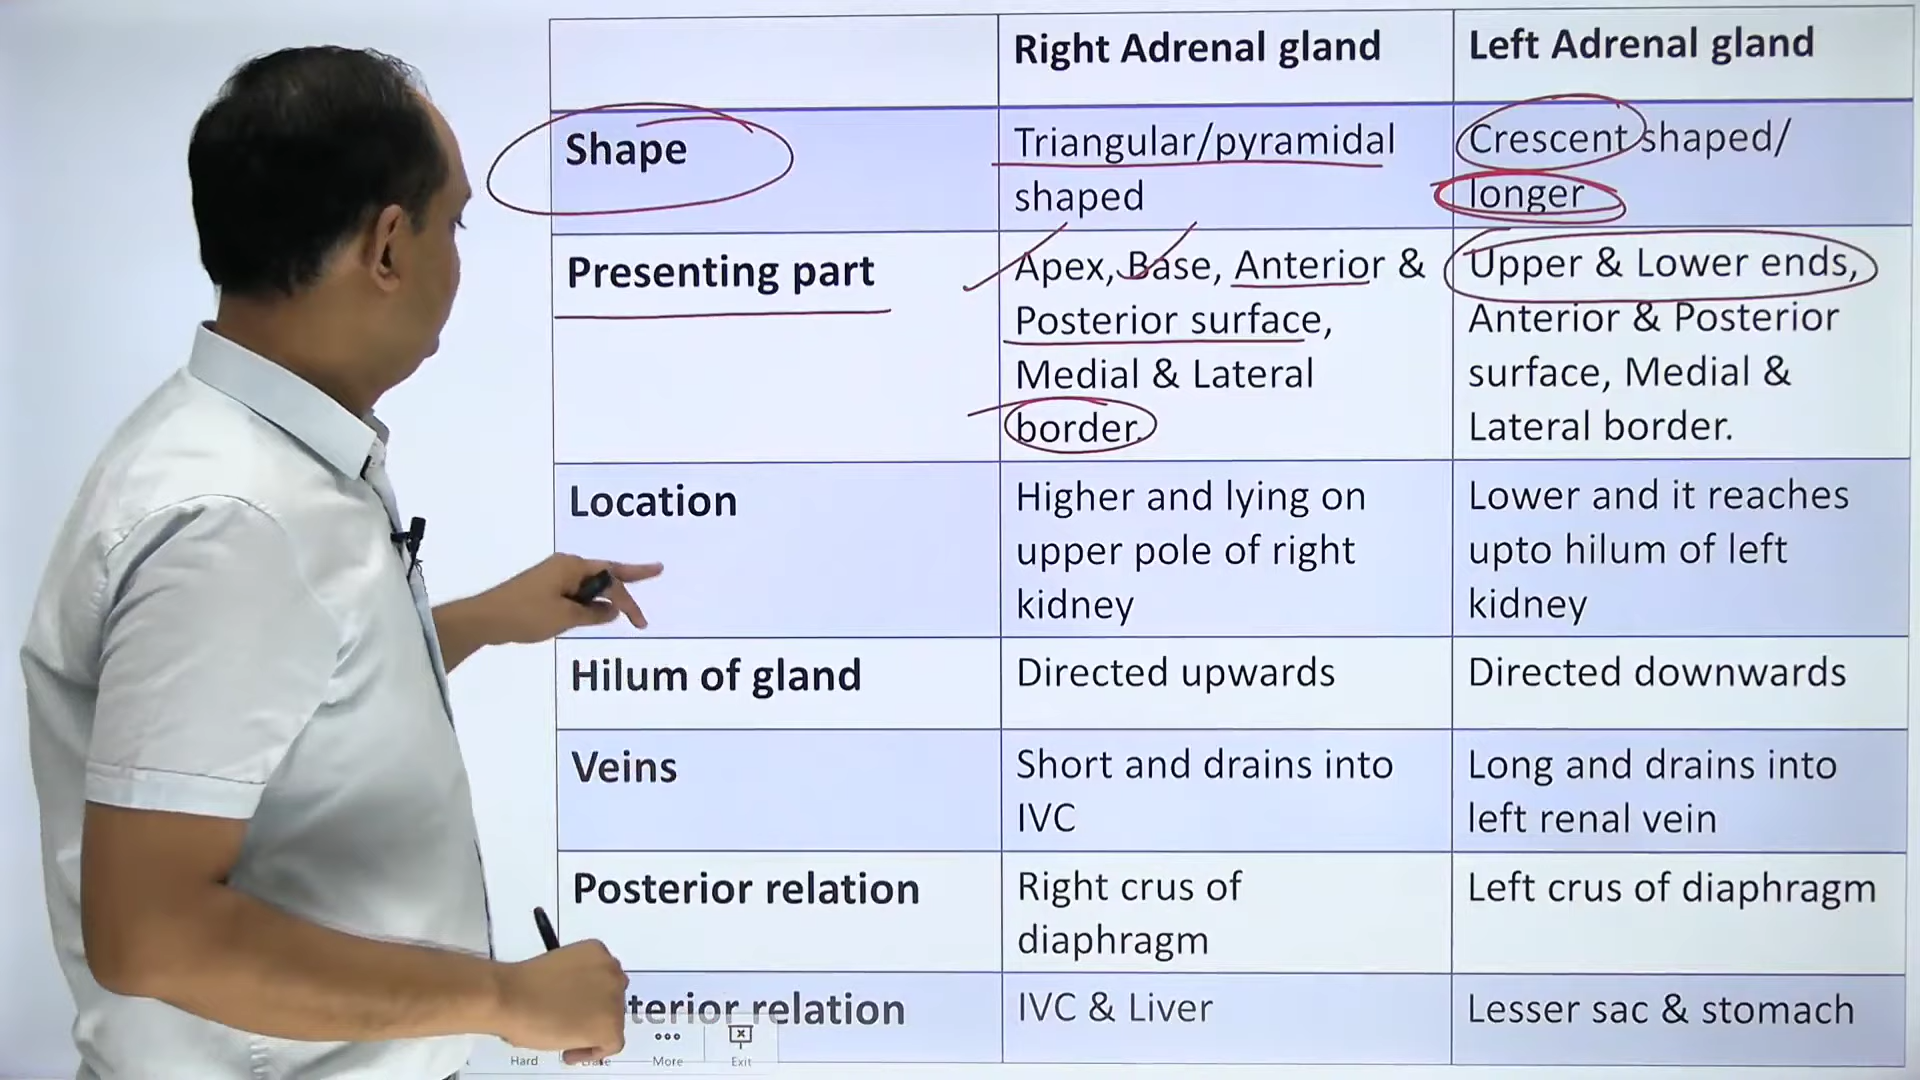 Right Adrenal gland
Left Adrenal gland
Shape
Triangular/pyramidal
shaped
Crescent shaped/
longer
Presenting part
Apex, Base, Anterior &
Posterior surface,
Medial & Lateral
border.
Upper & Lower ends,
Anterior & Posterior
surface, Medial &
Lateral border.
Location
Higher and lying on
upper pole of right
kidney
Lower and it reaches
upto hilum of left
kidney
Hilum of gland
Directed upwards
Directed downwards
Veins
Short and drains into
IVC
Long and drains into
left renal vein
Posterior relation
Right crus of
diaphragm
Left crus of diaphragm
terior relation
IVC & Liver
Lesser sac & stomach
Hard
More
Exit